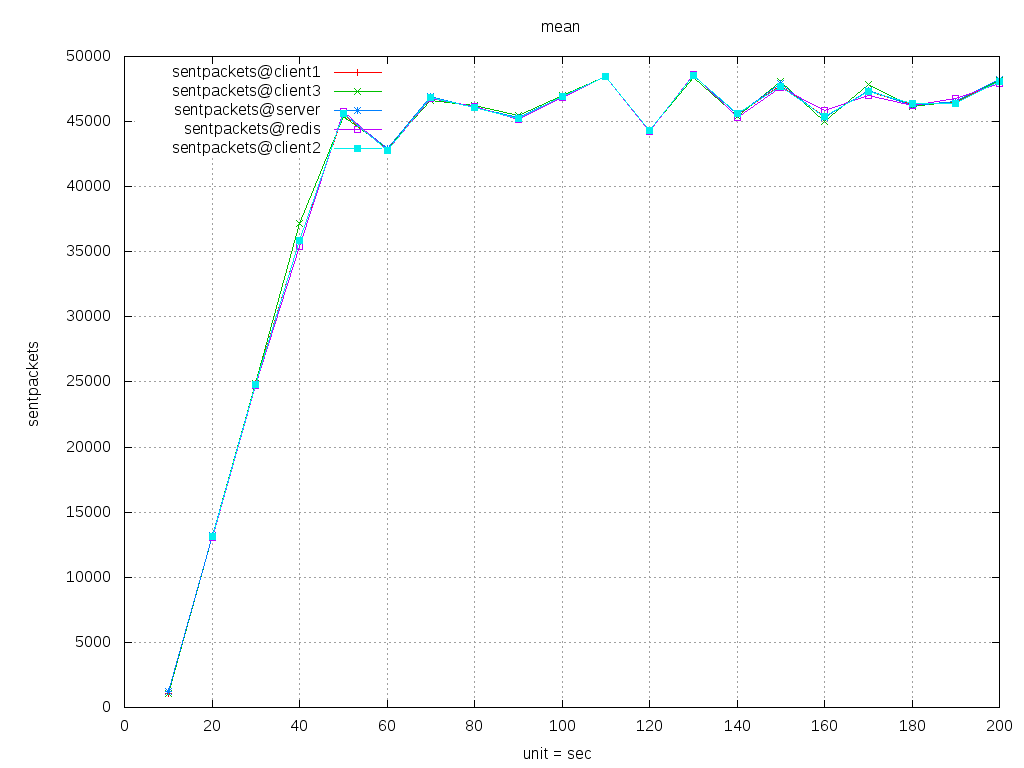 mean
50000
45000
40000
35000
30000
25000
20000
15000
10000
5000
0
sentpackets@client1
sentpackets@client3
sentpackets@server
sentpackets@redis
sentpackets@client2
sentpackets
0 20 40 60 80 100 120 140 160 180 200
unit = sec